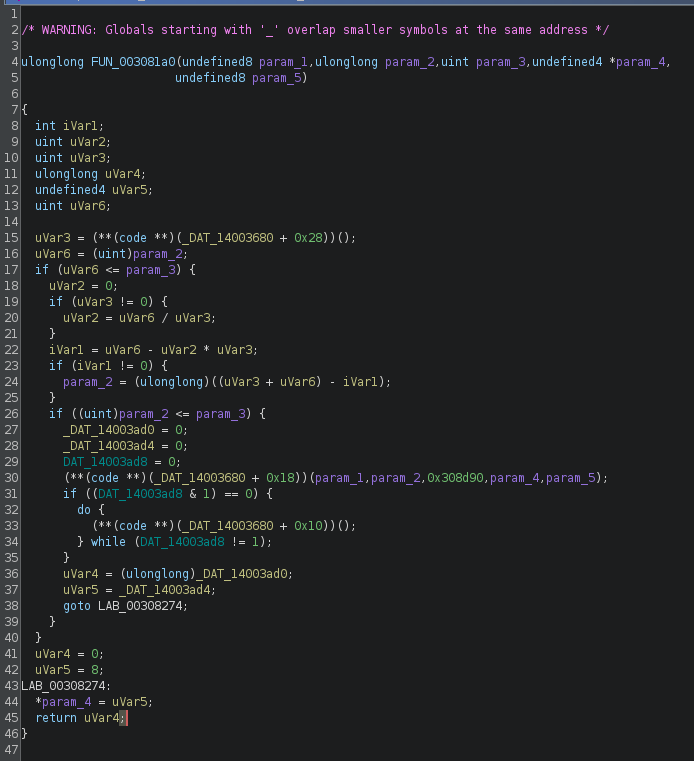 1
2 /* WARNING: Globals starting with '_' overlap smaller symbols at the same address */
3
4 ulonglong FUN_003081a0(undefined8 param_1,ulonglong param_2,uint param_3,undefined4 *param_4,
5                       undefined8 param_5)
6
7 {
8   int iVar1;
9   uint uVar2;
10   uint uVar3;
11   ulonglong uVar4;
12   undefined4 uVar5;
13   uint uVar6;
14
15   uVar3 = (**(code **)(_DAT_14003680 + 0x28))();
16   uVar6 = (uint)param_2;
17   if (uVar6 <= param_3) {
18     uVar2 = 0;
19     if (uVar3 != 0) {
20       uVar2 = uVar6 / uVar3;
21     }
22     iVar1 = uVar6 - uVar2 * uVar3;
23     if (iVar1 != 0) {
24       param_2 = (ulonglong)((uVar3 + uVar6) - iVar1);
25     }
26     if ((uint)param_2 <= param_3) {
27       _DAT_14003ad0 = 0;
28       _DAT_14003ad4 = 0;
29       DAT_14003ad8 = 0;
30       (**(code **)(_DAT_14003680 + 0x18))(param_1,param_2,0x308d90,param_4,param_5);
31       if ((DAT_14003ad8 & 1) == 0) {
32         do {
33           (**(code **)(_DAT_14003680 + 0x10))();
34         } while (DAT_14003ad8 != 1);
35       }
36       uVar4 = (ulonglong)_DAT_14003ad0;
37       uVar5 = _DAT_14003ad4;
38       goto LAB_00308274;
39     }
40   }
41   uVar4 = 0;
42   uVar5 = 8;
43 LAB_00308274:
44   *param_4 = uVar5;
45   return uVar4;
46 }
47